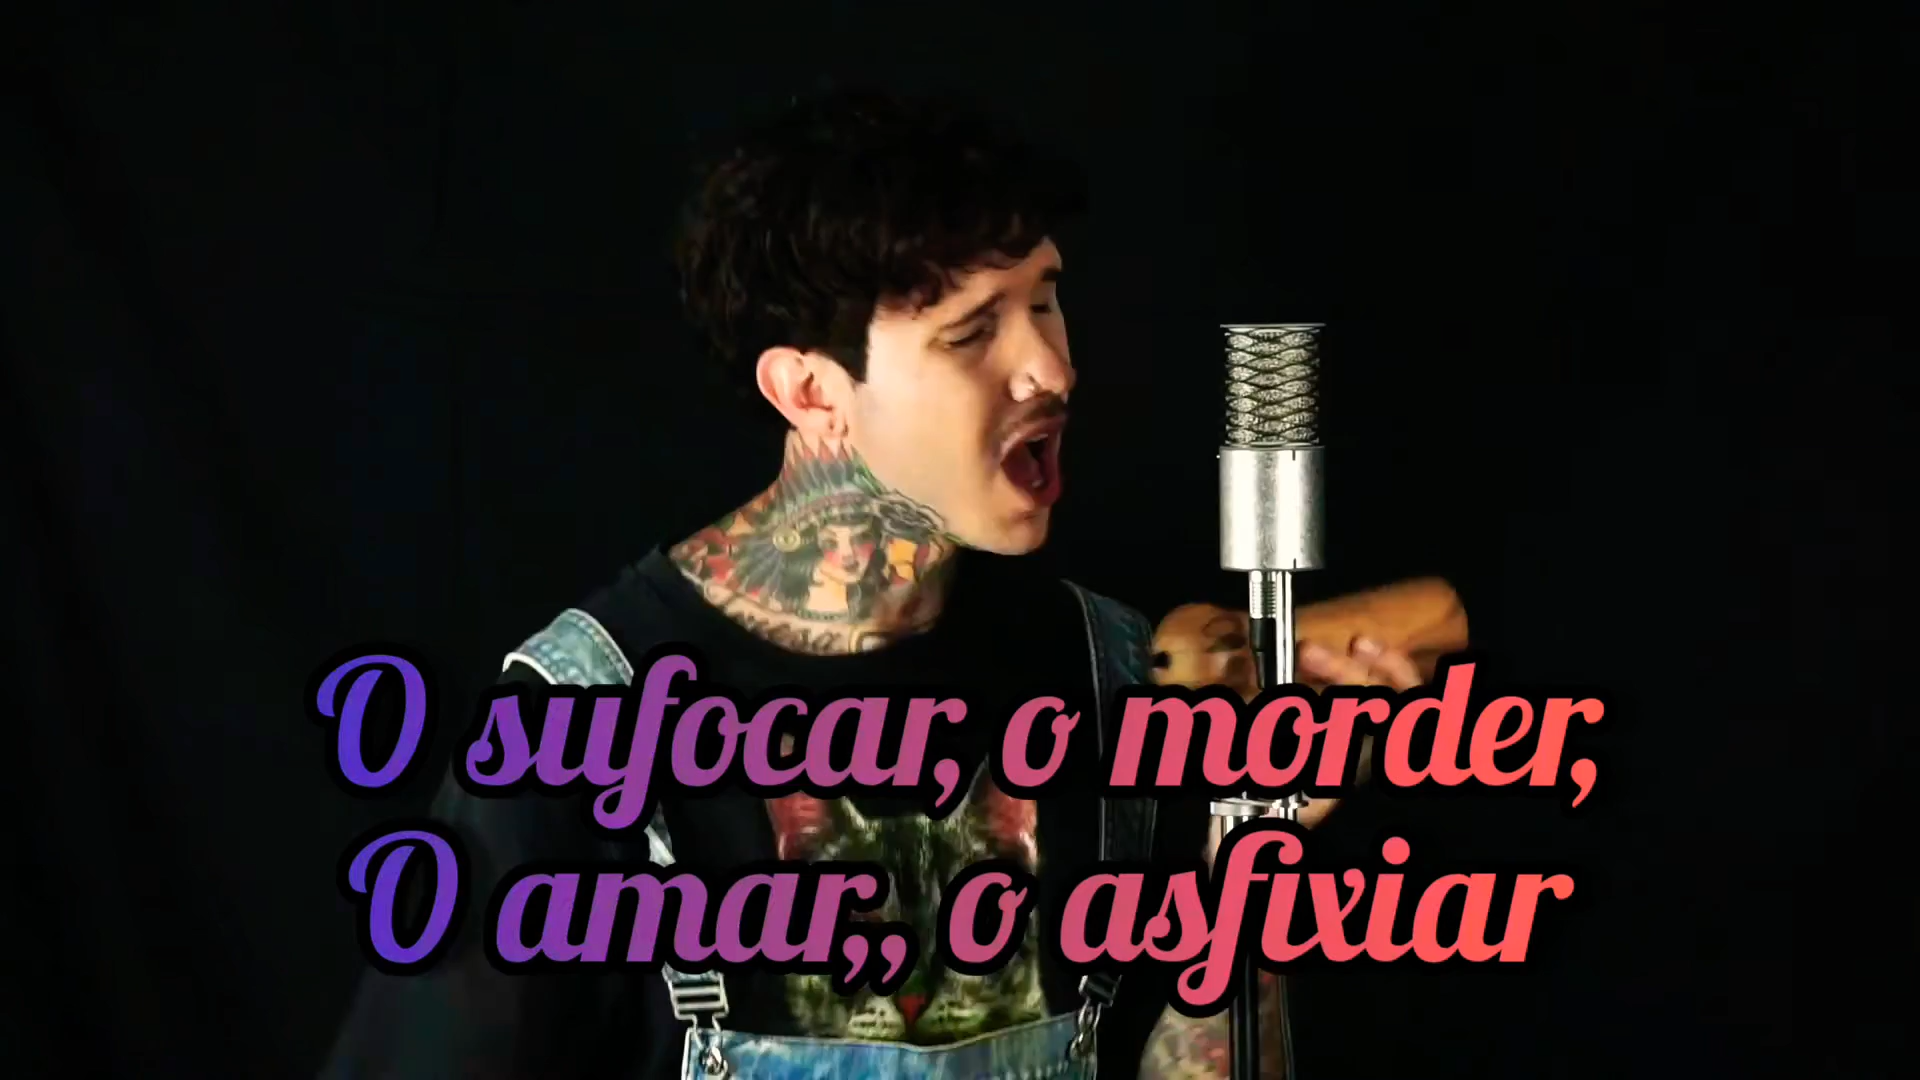 O sufocar, o morder,
O amar,, o asfixiar